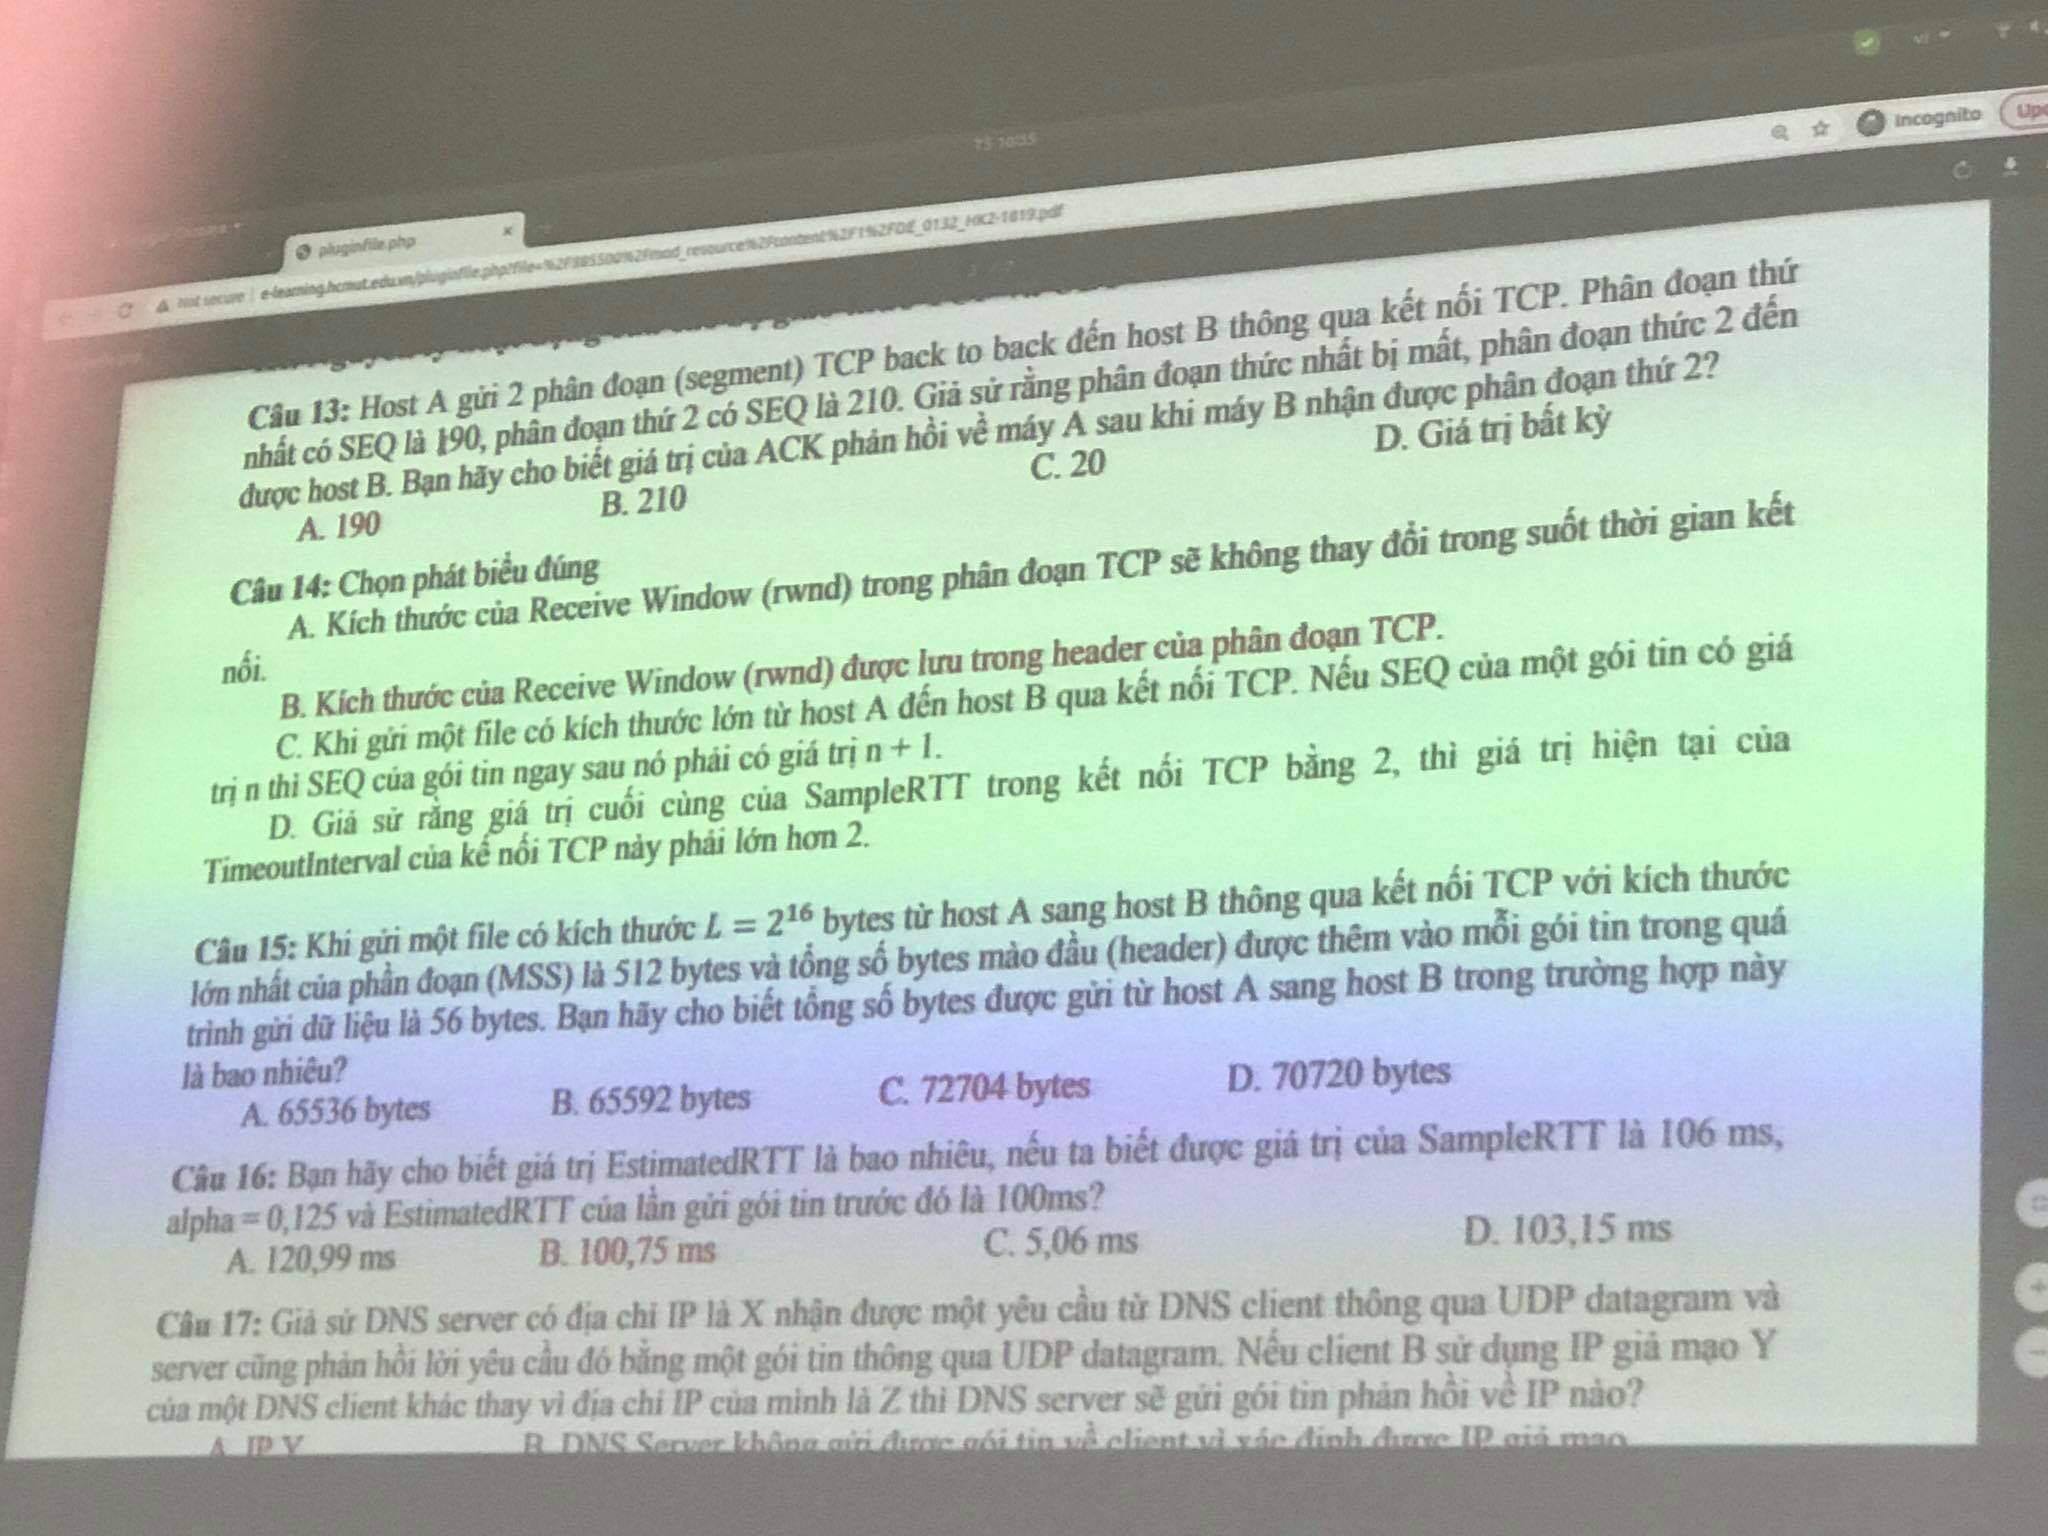 TS 10:35
Incognito
pluginfile.php
Not secure | e-learning.hcmut.edu.vn/pluginfile.php?file=%2F
Câu 13: Host A gửi 2 phân đoạn (segment) TCP back to back đến host B thông qua kết nối TCP. Phân đoạn thứ
nhất có SEQ là 190, phân đoạn thứ 2 có SEQ là 210. Giả sử rằng phân đoạn thức nhất bị mất, phân đoạn thức 2 đến
được host B. Bạn hãy cho biết giá trị của ACK phản hồi về máy A sau khi máy B nhận được phân đoạn thứ 2?
A. 190 B. 210 C. 20 D. Giá trị bất kỳ
Câu 14: Chọn phát biểu đúng
A. Kích thước của Receive Window (rwnd) trong phân đoạn TCP sẽ không thay đổi trong suốt thời gian kết
nối.
B. Kích thước của Receive Window (rwnd) được lưu trong header của phân đoạn TCP.
C. Khi gửi một file có kích thước lớn từ host A đến host B qua kết nối TCP. Nếu SEQ của một gói tin có giá
trị n thì SEQ của gói tin ngay sau nó phải có giá trị n + 1.
D. Giả sử rằng giá trị cuối cùng của SampleRTT trong kết nối TCP bằng 2, thì giá trị hiện tại của
TimeoutInterval của kế nối TCP này phải lớn hơn 2.
Câu 15: Khi gửi một file có kích thước L = 2¹⁶ bytes từ host A sang host B thông qua kết nối TCP với kích thước
lớn nhất của phần đoạn (MSS) là 512 bytes và tổng số bytes mào đầu (header) được thêm vào mỗi gói tin trong quá
trình gửi dữ liệu là 56 bytes. Bạn hãy cho biết tổng số bytes được gửi từ host A sang host B trong trường hợp này
là bao nhiêu?
A. 65536 bytes B. 65592 bytes C. 72704 bytes D. 70720 bytes
Câu 16: Bạn hãy cho biết giá trị EstimatedRTT là bao nhiêu, nếu ta biết được giá trị của SampleRTT là 106 ms,
alpha = 0,125 và EstimatedRTT của lần gửi gói tin trước đó là 100ms?
A. 120,99 ms B. 100,75 ms C. 5,06 ms D. 103,15 ms
Câu 17: Giả sử DNS server có địa chỉ IP là X nhận được một yêu cầu từ DNS client thông qua UDP datagram và
server cũng phản hồi lời yêu cầu đó bằng một gói tin thông qua UDP datagram. Nếu client B sử dụng IP giả mạo Y
của một DNS client khác thay vì địa chỉ IP của mình là Z thì DNS server sẽ gửi gói tin phản hồi về IP nào?
A. IP Y B. DNS Server không gửi được gói tin về client vì xác định được IP giả mạo